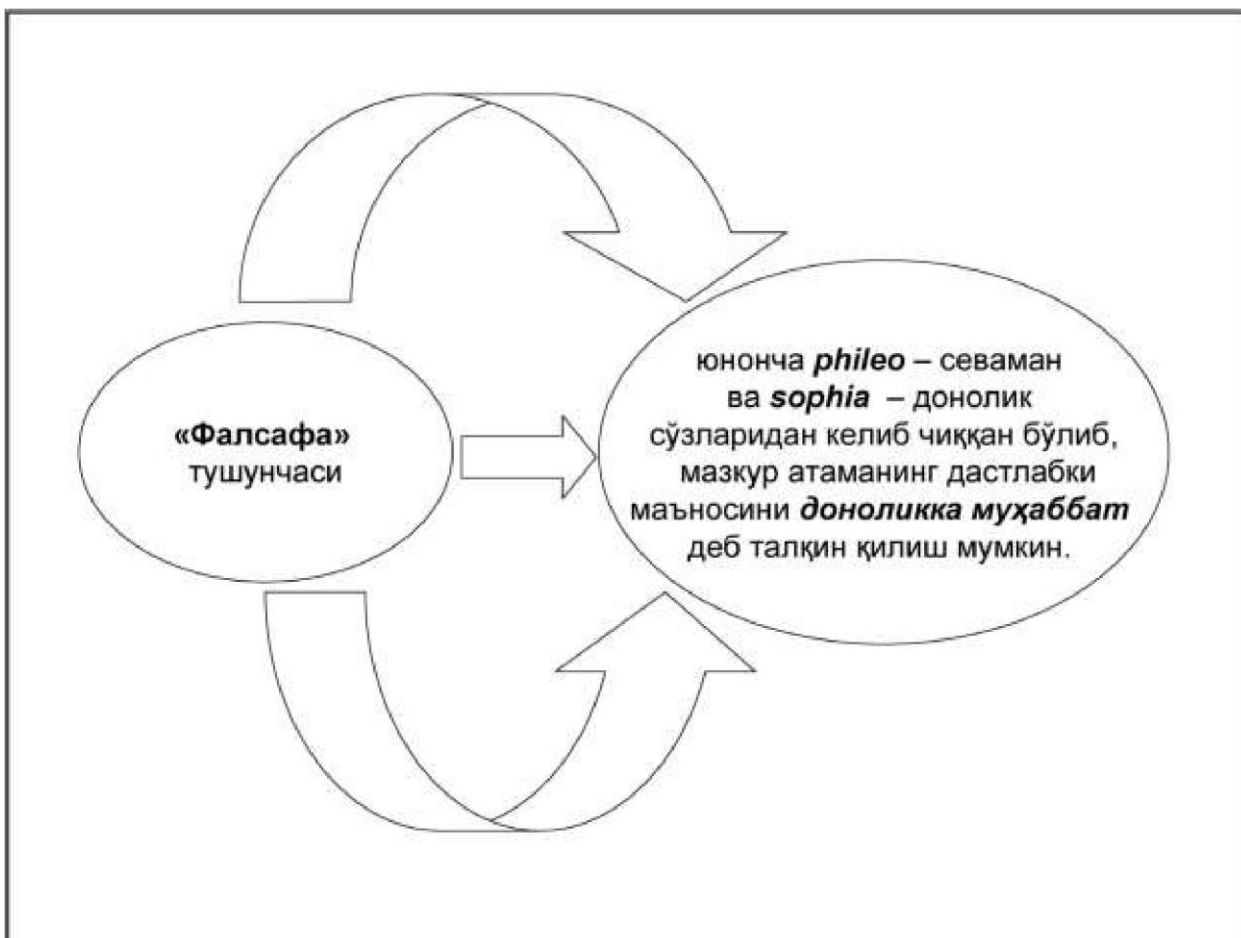 «Фалсафа»
тушунчаси
юнонча phileo – севаман
ва sophia – донолик
сўзларидан келиб чиққан бўлиб,
мазкур атаманинг дастлабки
маъносини доноликка муҳаббат
деб талқин қилиш мумкин.